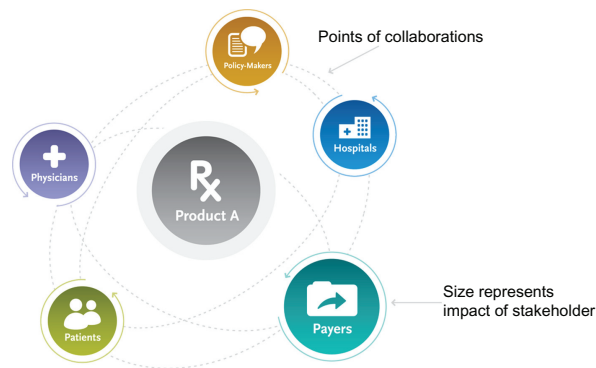 Points of collaborations
Policy-Makers
Hospitals
Physicians
Rx
Product A
Size represents
impact of stakeholder
Payers
Patients